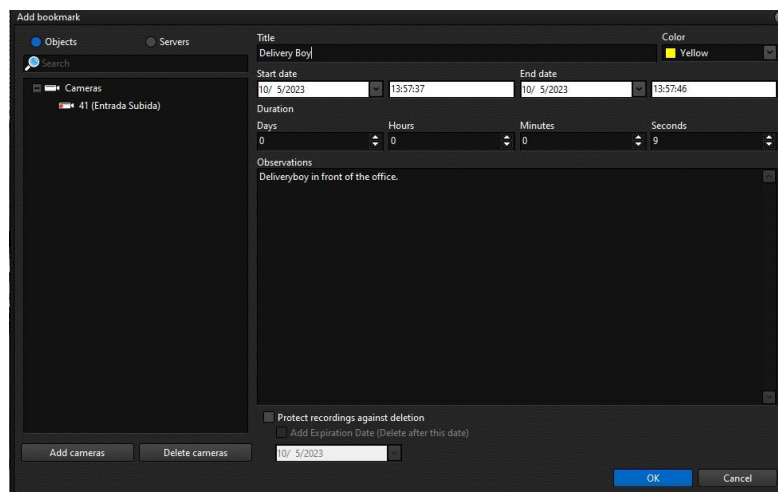 Add bookmark
Objects
Servers
Search
Cameras
41 (Entrada Subida)
Add cameras
Delete cameras
Title
Color
Delivery Boy
Yellow
Start date
End date
10/ 5/2023
13:57:37
10/ 5/2023
13:57:46
Duration
Days
Hours
Minutes
Seconds
0
0
0
9
Observations
Deliveryboy in front of the office.
Protect recordings against deletion
Add Expiration Date (Delete after this date)
10/ 5/2023
OK
Cancel